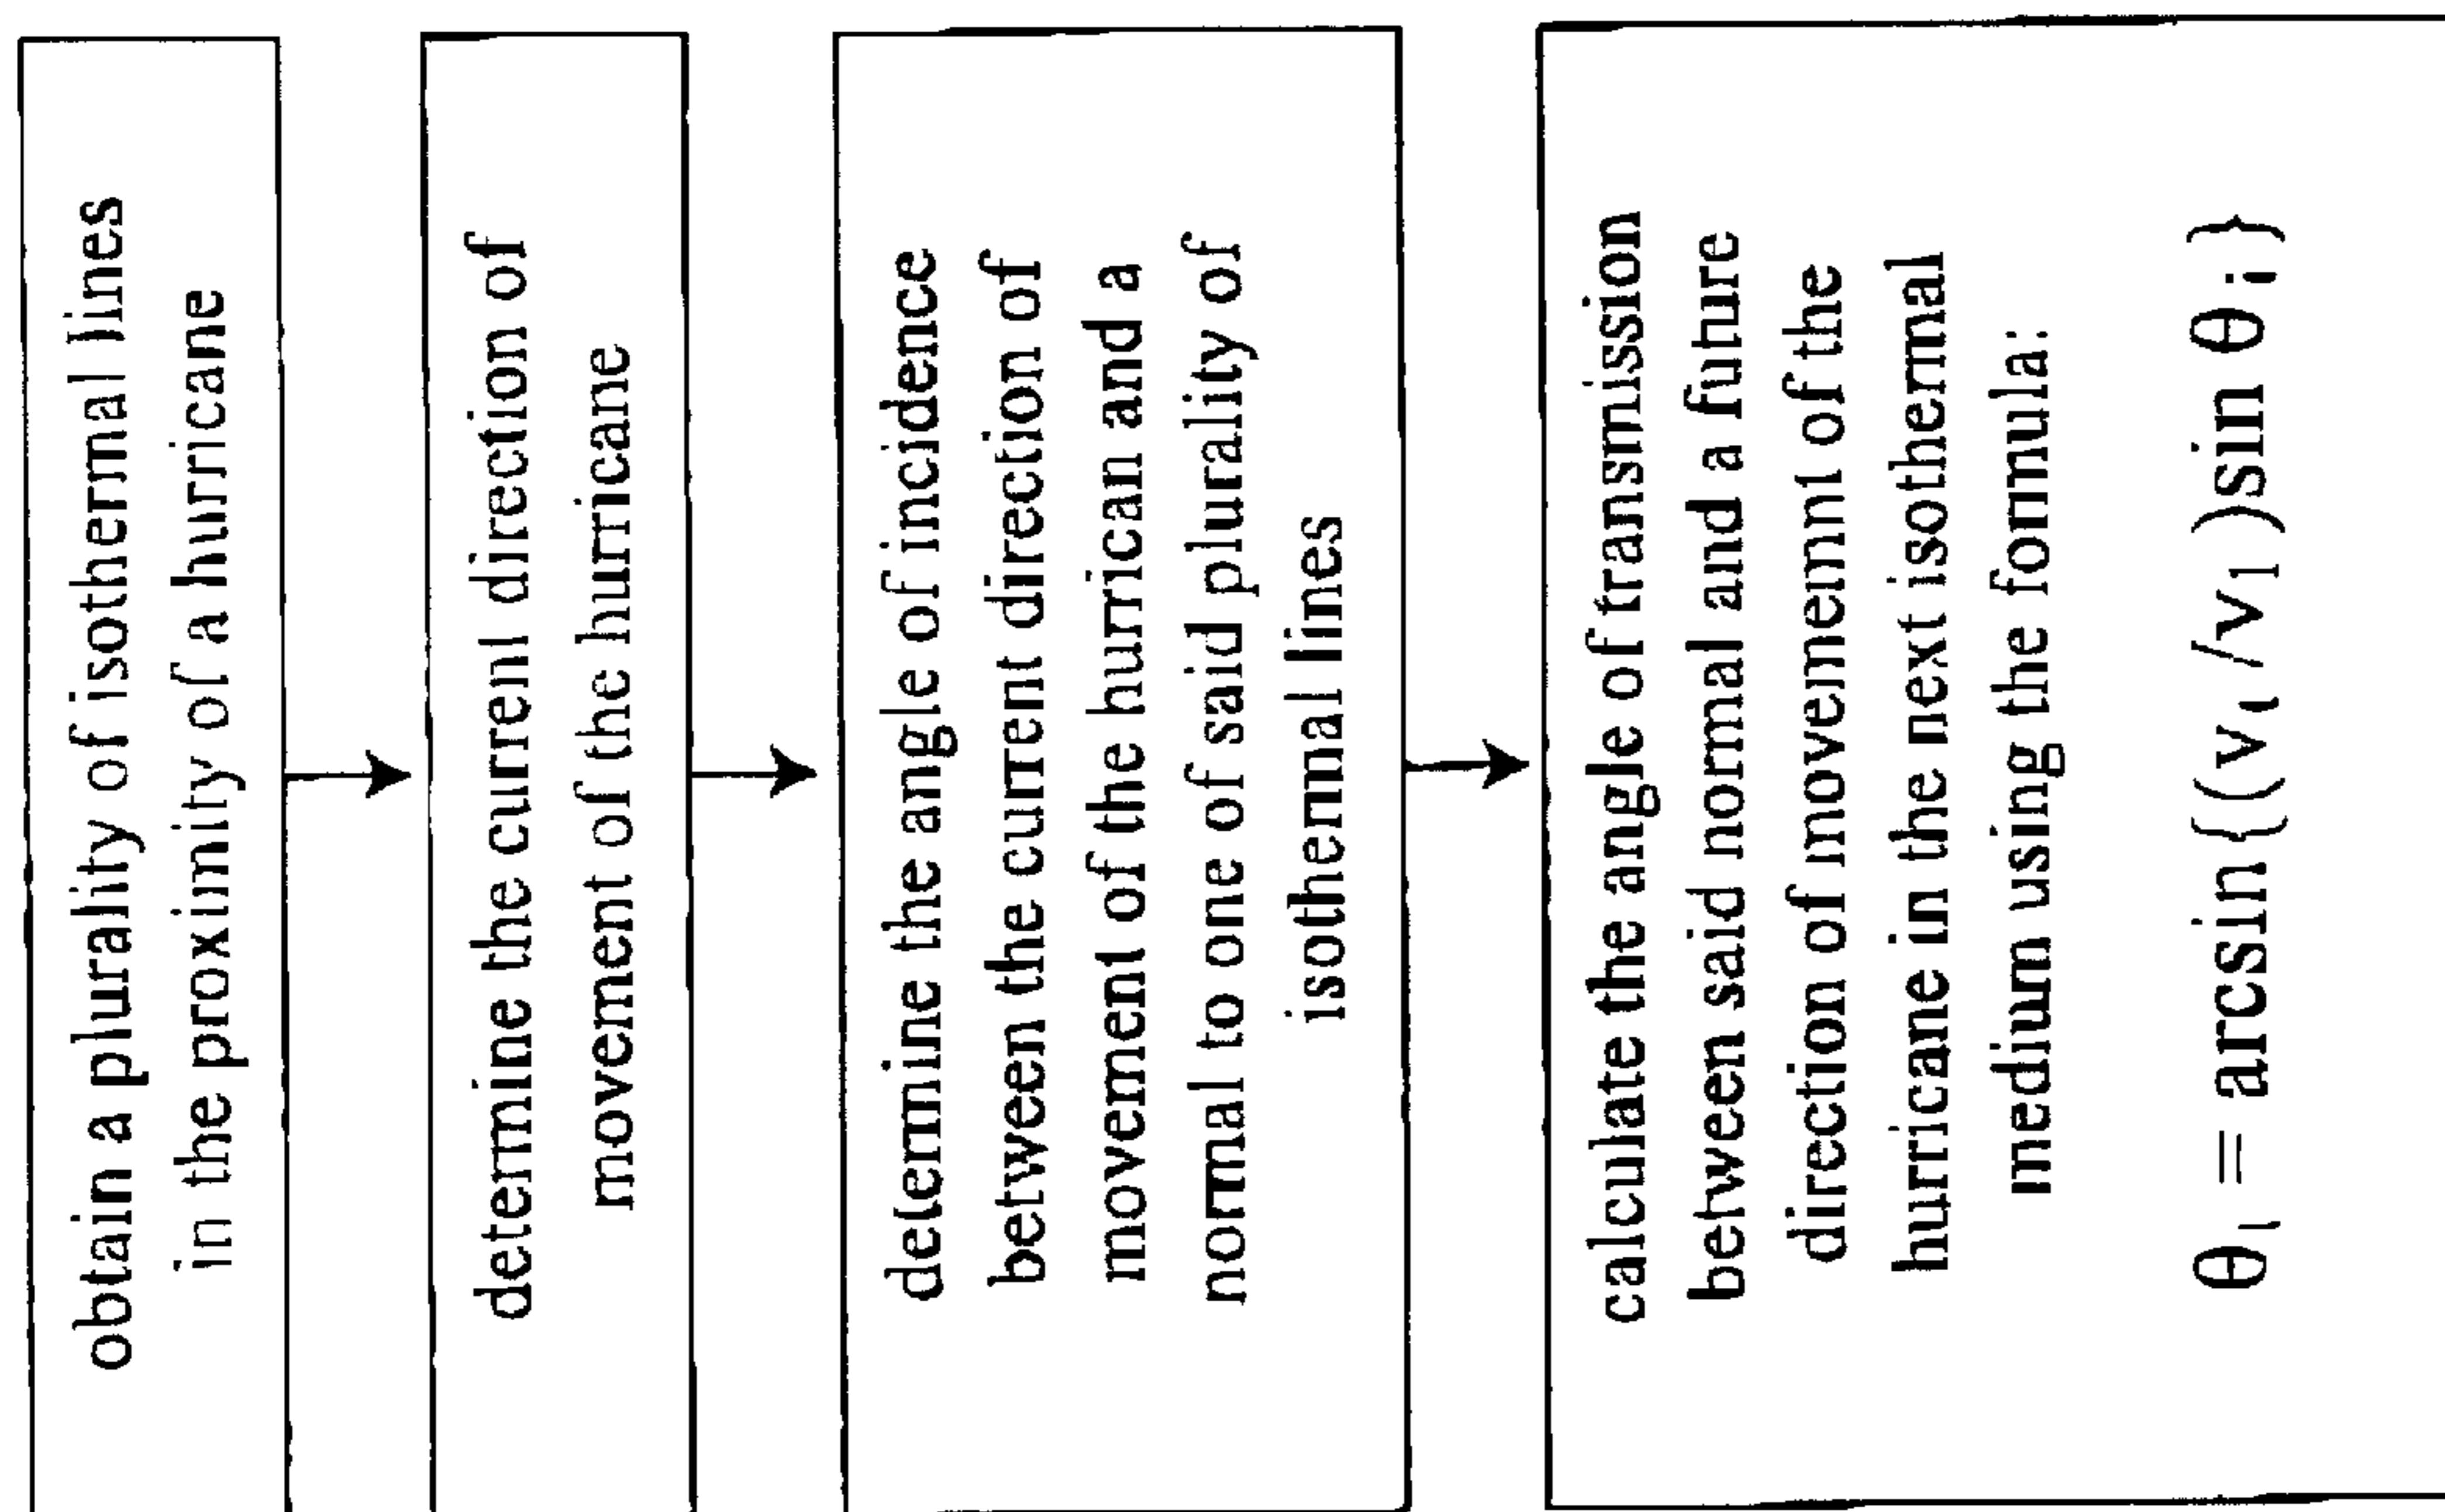 obtain a plurality of isothermal lines
in the proximity of a hurricane
determine the current direction of
movement of the hurricane
determine the angle of incidence
between the current direction of
movement of the hurrican and a
normal to one of said plurality of
isothermal lines
calculate the angle of transmission
between said normal and a future
direction of movement of the
hurricane in the next isothermal
medium using the formula:
θₜ = arcsin{(vₜ/v₁)sin θᵢ}